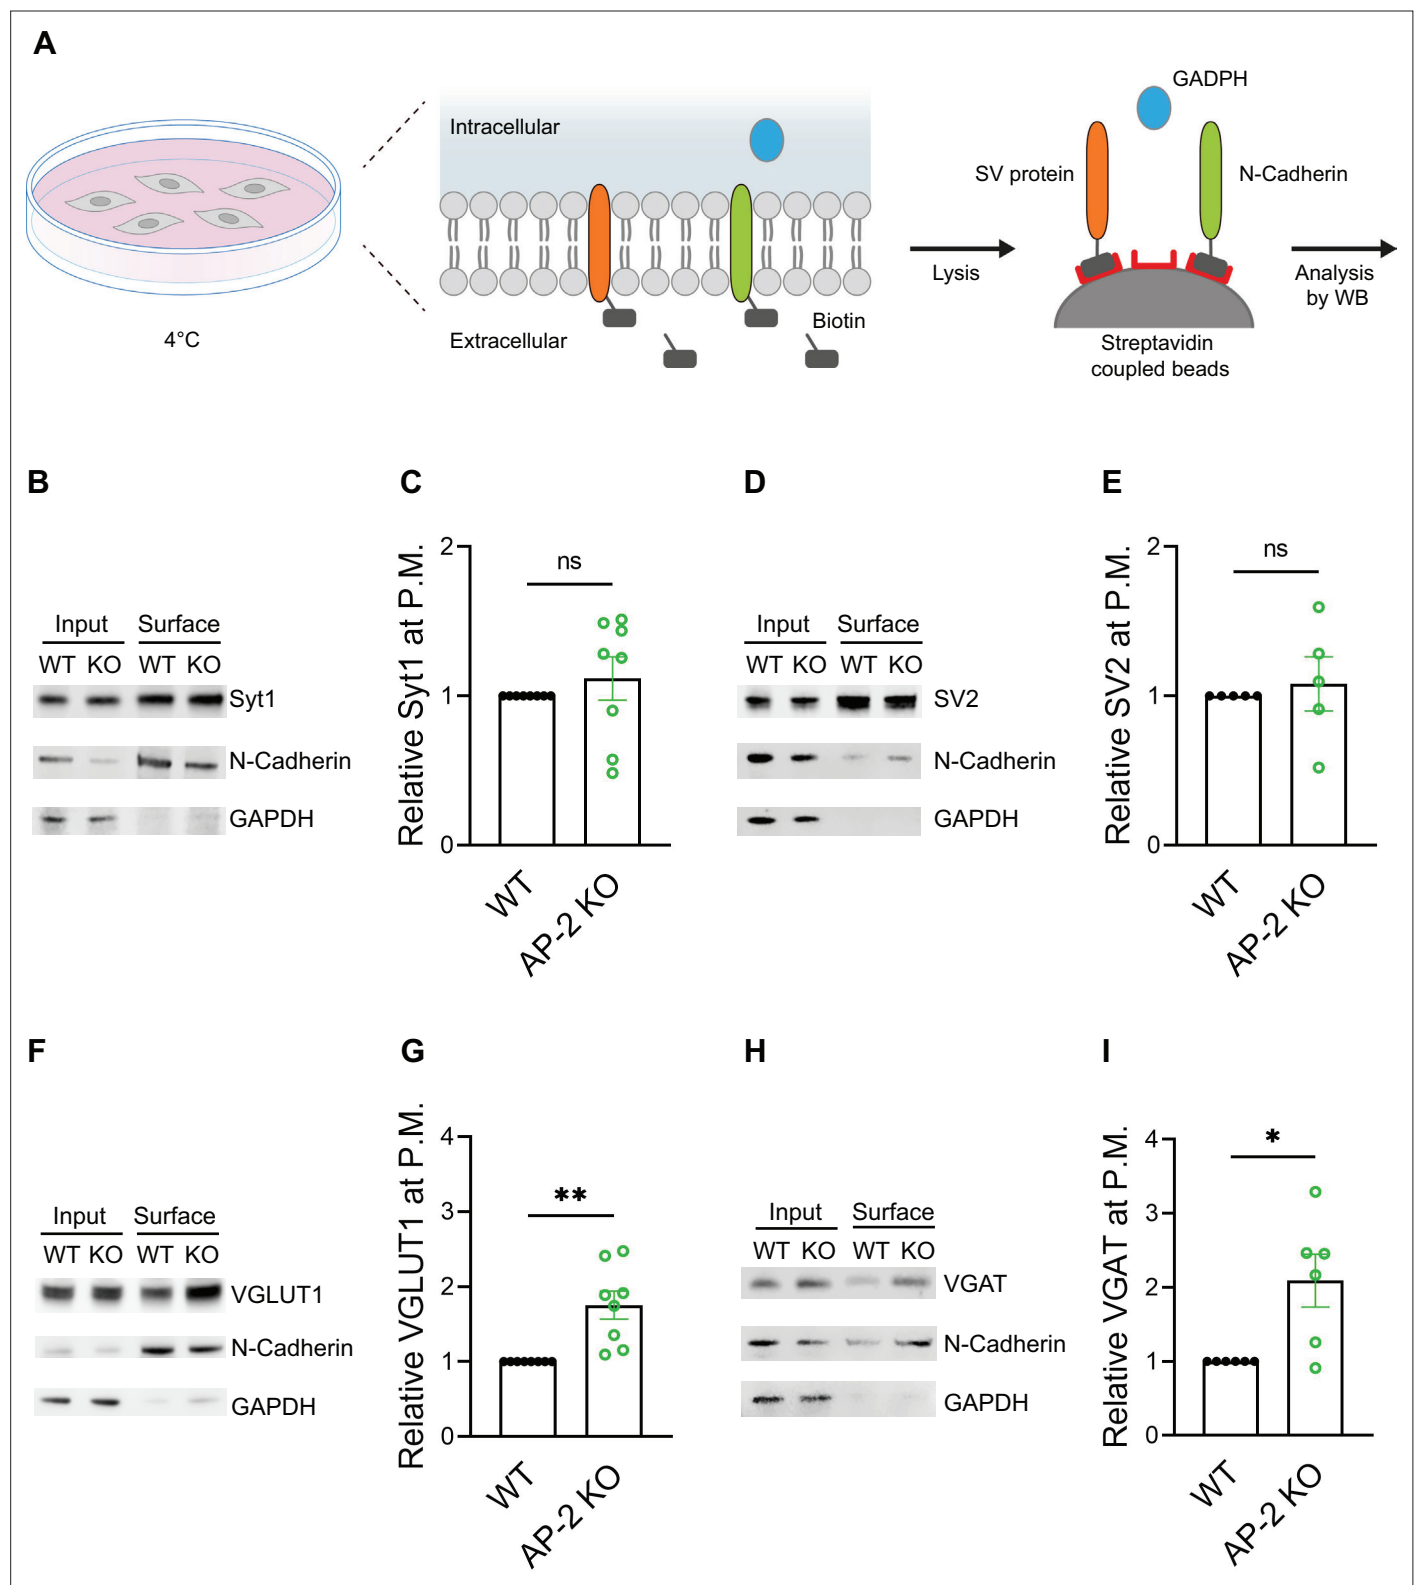 A
Intracellular
Extracellular
Biotin
4°C
Lysis
GADPH
SV protein
N-Cadherin
Streptavidin
coupled beads
Analysis
by WB
B
Input Surface
WT KO WT KO
Syt1
N-Cadherin
GAPDH
C
Relative Syt1 at P.M.
2
1
0
ns
WT
AP-2 KO
D
Input Surface
WT KO WT KO
SV2
N-Cadherin
GAPDH
E
Relative SV2 at P.M.
2
1
0
ns
WT
AP-2 KO
F
Input Surface
WT KO WT KO
VGLUT1
N-Cadherin
GAPDH
G
Relative VGLUT1 at P.M.
4
3
2
1
0
**
WT
AP-2 KO
H
Input Surface
WT KO WT KO
VGAT
N-Cadherin
GAPDH
I
Relative VGAT at P.M.
4
3
2
1
0
*
WT
AP-2 KO